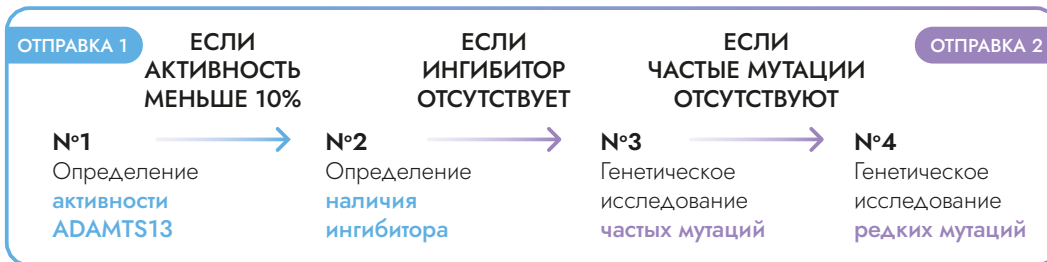 ОТПРАВКА 1
ЕСЛИ
АКТИВНОСТЬ
МЕНЬШЕ 10%
ЕСЛИ
ИНГИБИТОР
ОТСУТСТВУЕТ
ЕСЛИ
ЧАСТЫЕ МУТАЦИИ
ОТСУТСТВУЮТ
ОТПРАВКА 2
№1
Определение
активности
ADAMTS13
№2
Определение
наличия
ингибитора
№3
Генетическое
исследование
частых мутаций
№4
Генетическое
исследование
редких мутаций